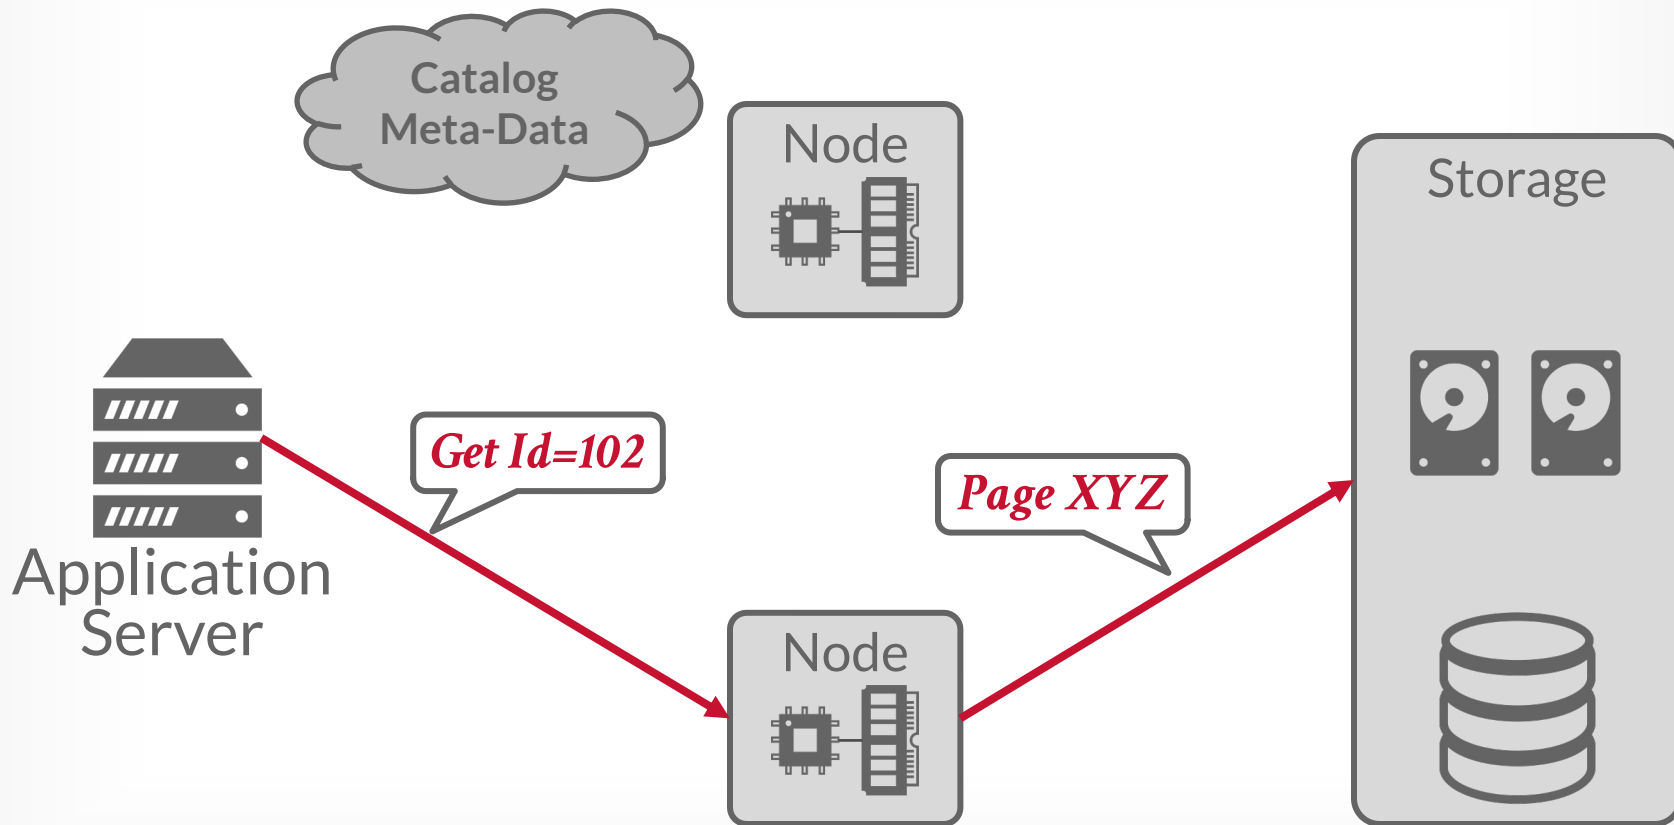 Catalog
Meta-Data
Node
Storage
Get Id=102
Page XYZ
Application
Server
Node